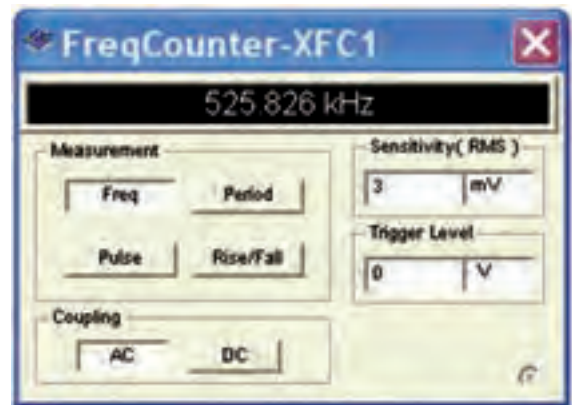 FreqCounter-XFC1
525.826 kHz
Measurement
Freq Period
Pulse Rise/Fall
Coupling
AC DC
Sensitivity( RMS )
3 mV
Trigger Level
0 V